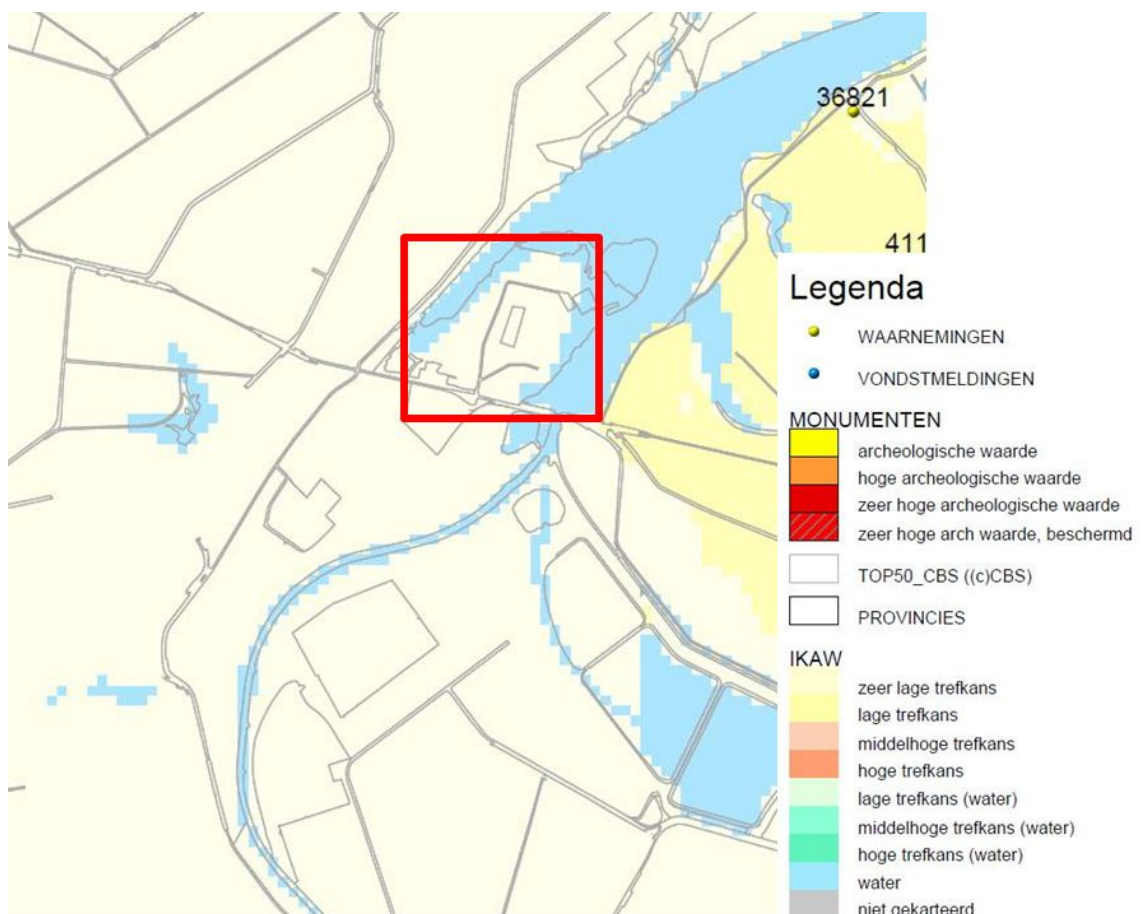 36821
411
Legenda
WAARNEMINGEN
VONDSTMELDINGEN
MONUMENTEN
archeologische waarde
hoge archeologische waarde
zeer hoge archeologische waarde
zeer hoge arch waarde, beschermd
TOP50_CBS ((c)CBS)
PROVINCIES
IKAW
zeer lage trefkans
lage trefkans
middelhoge trefkans
hoge trefkans
lage trefkans (water)
middelhoge trefkans (water)
hoge trefkans (water)
water
niet gekarteerd